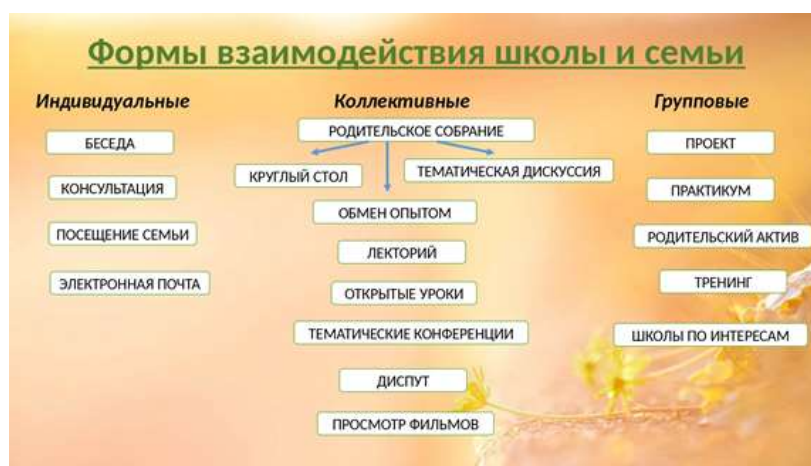 Формы взаимодействия школы и семьи
Индивидуальные
БЕСЕДА
КОНСУЛЬТАЦИЯ
ПОСЕЩЕНИЕ СЕМЬИ
ЭЛЕКТРОННАЯ ПОЧТА
Коллективные
РОДИТЕЛЬСКОЕ СОБРАНИЕ
КРУГЛЫЙ СТОЛ
ТЕМАТИЧЕСКАЯ ДИСКУССИЯ
ОБМЕН ОПЫТОМ
ЛЕКТОРИЙ
ОТКРЫТЫЕ УРОКИ
ТЕМАТИЧЕСКИЕ КОНФЕРЕНЦИИ
ДИСПУТ
ПРОСМОТР ФИЛЬМОВ
Групповые
ПРОЕКТ
ПРАКТИКУМ
РОДИТЕЛЬСКИЙ АКТИВ
ТРЕНИНГ
ШКОЛЫ ПО ИНТЕРЕСАМ